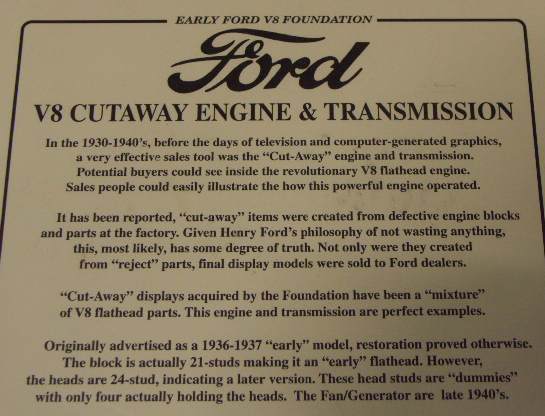 EARLY FORD V8 FOUNDATION
Ford
V8 CUTAWAY ENGINE & TRANSMISSION
In the 1930-1940's, before the days of television and computer-generated graphics,
a very effective sales tool was the “Cut-Away” engine and transmission.
Potential buyers could see inside the revolutionary V8 flathead engine.
Sales people could easily illustrate the how this powerful engine operated.
It has been reported, “cut-away” items were created from defective engine blocks
and parts at the factory. Given Henry Ford's philosophy of not wasting anything,
this, most likely, has some degree of truth. Not only were they created
from “reject” parts, final display models were sold to Ford dealers.
“Cut-Away” displays acquired by the Foundation have been a “mixture”
of V8 flathead parts. This engine and transmission are perfect examples.
Originally advertised as a 1936-1937 “early” model, restoration proved otherwise.
The block is actually 21-studs making it an “early” flathead. However,
the heads are 24-stud, indicating a later version. These head studs are “dummies”
with only four actually holding the heads. The Fan/Generator are late 1940's.